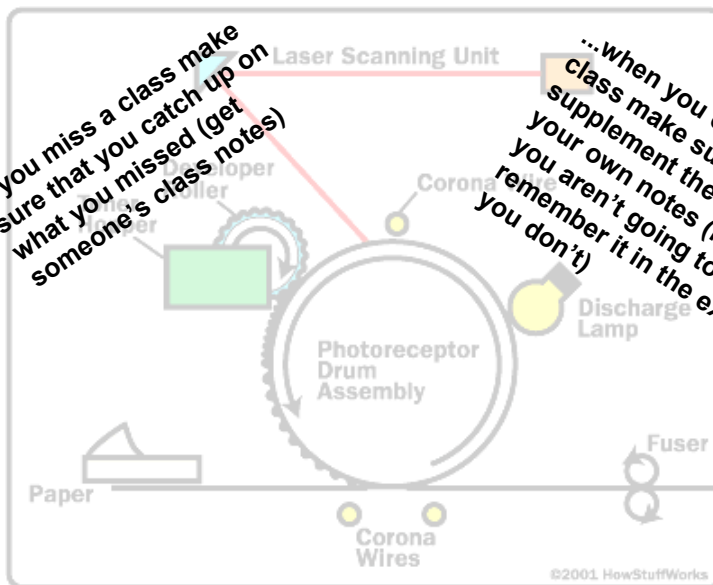 you miss a class make
sure that you catch up on
what you missed (get
someone's class notes)
...when you
class make su
supplement the
your own notes (
you aren't going to
remember it in the e
you don't)
Laser Scanning Unit
Developer
Roller
Toner
Hopper
Corona Wire
Discharge
Lamp
Photoreceptor
Drum
Assembly
Fuser
Paper
Corona
Wires
©2001 HowStuffWorks